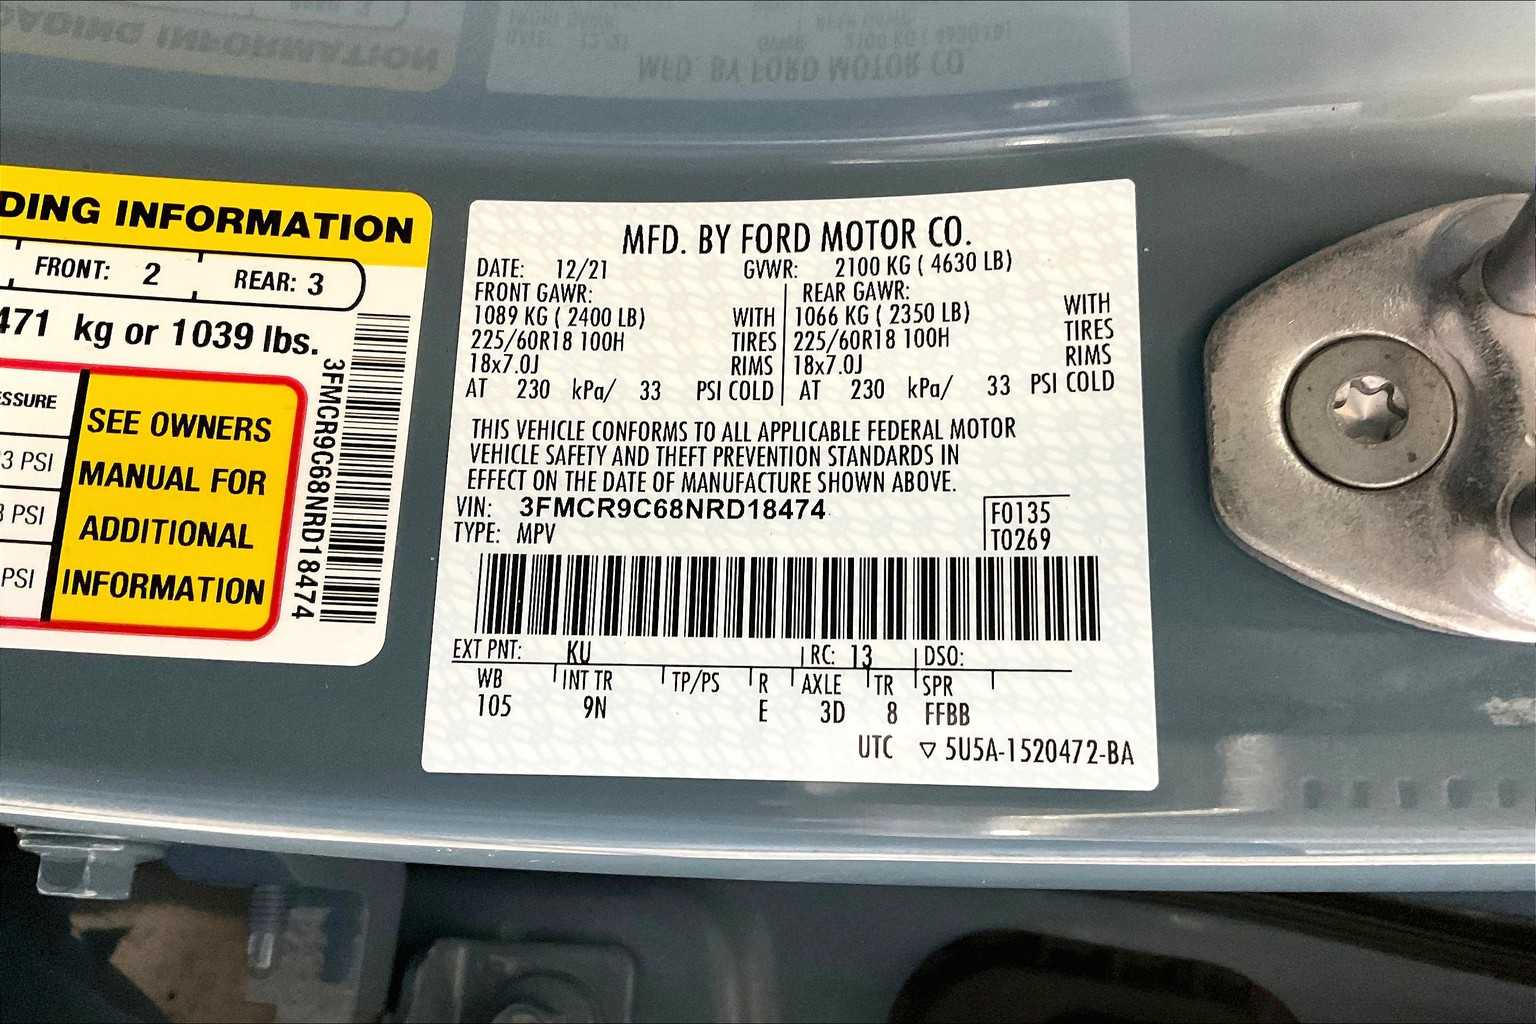 DING INFORMATION
FRONT: 2 REAR: 3
471 kg or 1039 lbs.
SSURE
3 PSI
3 PSI
PSI
SEE OWNERS
MANUAL FOR
ADDITIONAL
INFORMATION
3FMCR9C68NRD18474
MFD. BY FORD MOTOR CO.
DATE: 12/21 GVWR: 2100 KG ( 4630 LB)
FRONT GAWR: REAR GAWR:
1089 KG ( 2400 LB) WITH 1066 KG ( 2350 LB) WITH
225/60R18 100H TIRES 225/60R18 100H TIRES
18x7.0J RIMS 18x7.0J RIMS
AT 230 kPa/ 33 PSI COLD AT 230 kPa/ 33 PSI COLD
THIS VEHICLE CONFORMS TO ALL APPLICABLE FEDERAL MOTOR
VEHICLE SAFETY AND THEFT PREVENTION STANDARDS IN
EFFECT ON THE DATE OF MANUFACTURE SHOWN ABOVE.
VIN: 3FMCR9C68NRD18474
TYPE: MPV
F0135
T0269
EXT PNT: KU RC: 13 DSO:
WB INT TR TP/PS R AXLE TR SPR
105 9N E 3D 8 FFBB
UTC ▽ 5U5A-1520472-BA